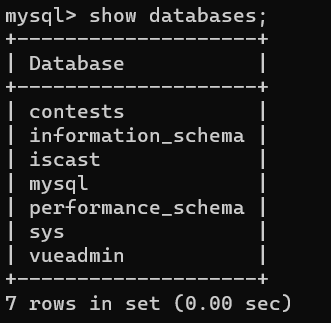 mysql> show databases;
+--------------------+
| Database           |
+--------------------+
| contests           |
| information_schema |
| iscast             |
| mysql              |
| performance_schema |
| sys                |
| vueadmin           |
+--------------------+
7 rows in set (0.00 sec)